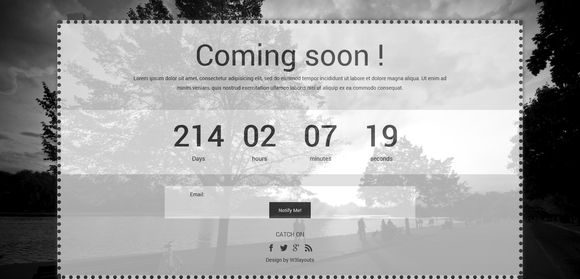 Coming soon !
Lorem ipsum dolor sit amet, consectetur adipisicing elit, sed do eiusmod tempor incididunt ut labore et dolore magna aliqua. Ut enim ad
minim veniam, quis nostrud exercitation ullamco laboris nisi ut aliquip ex ea commodo consequat.
214 02 07 19
Days hours minutes seconds
Email:
Notify Me!
CATCH ON
Design by W3layouts